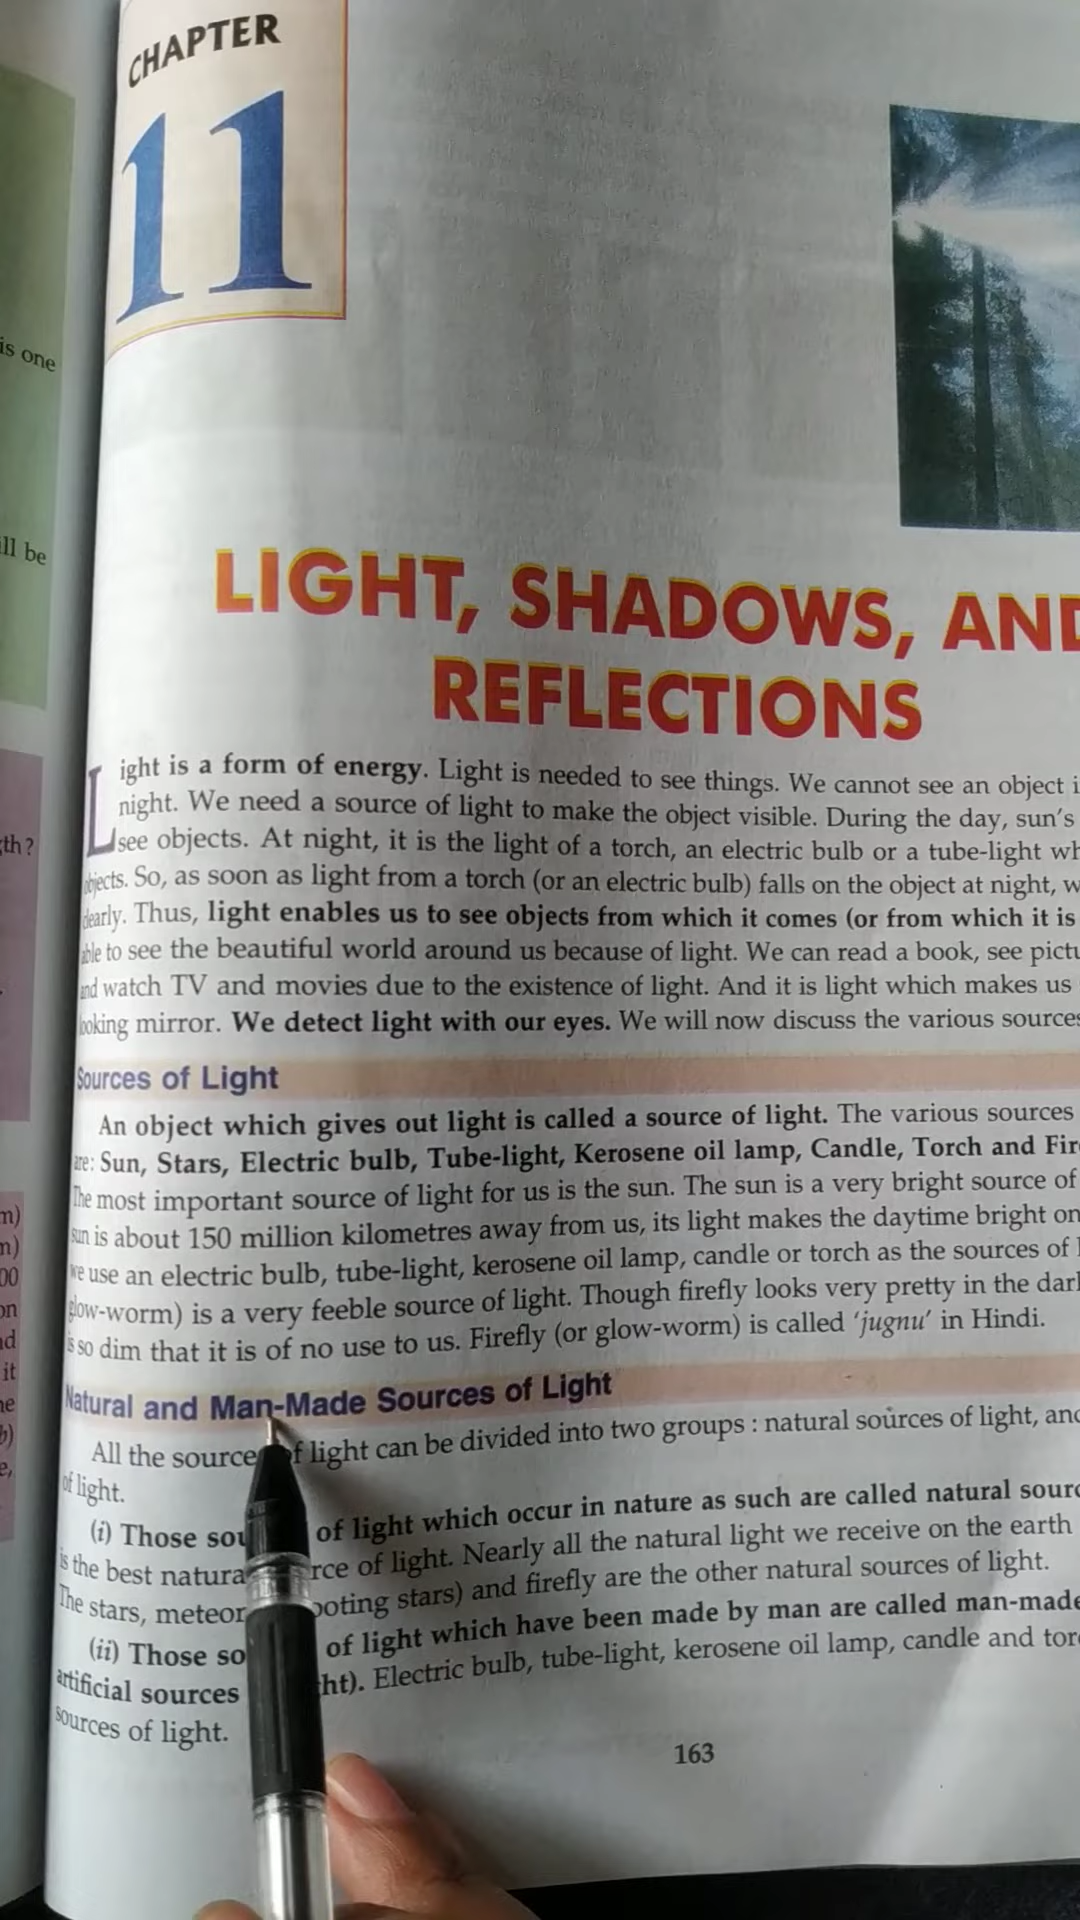 CHAPTER
11
is one
ill be
th?
LIGHT, SHADOWS, AND
REFLECTIONS
Light is a form of energy. Light is needed to see things. We cannot see an object i
night. We need a source of light to make the object visible. During the day, sun's
see objects. At night, it is the light of a torch, an electric bulb or a tube-light wh
objects. So, as soon as light from a torch (or an electric bulb) falls on the object at night, w
clearly. Thus, light enables us to see objects from which it comes (or from which it is
able to see the beautiful world around us because of light. We can read a book, see pictu
and watch TV and movies due to the existence of light. And it is light which makes us
looking mirror. We detect light with our eyes. We will now discuss the various sources
Sources of Light
An object which gives out light is called a source of light. The various sources
are: Sun, Stars, Electric bulb, Tube-light, Kerosene oil lamp, Candle, Torch and Fire
The most important source of light for us is the sun. The sun is a very bright source of
sun is about 150 million kilometres away from us, its light makes the daytime bright on
we use an electric bulb, tube-light, kerosene oil lamp, candle or torch as the sources of l
glow-worm) is a very feeble source of light. Though firefly looks very pretty in the dark
is so dim that it is of no use to us. Firefly (or glow-worm) is called 'jugnu' in Hindi.
Natural and Man-Made Sources of Light
All the source of light can be divided into two groups : natural sources of light, and
of light.
(i) Those sou of light which occur in nature as such are called natural sourc
is the best natura rce of light. Nearly all the natural light we receive on the earth
The stars, meteor ooting stars) and firefly are the other natural sources of light.
(ii) Those so of light which have been made by man are called man-made
artificial sources ht). Electric bulb, tube-light, kerosene oil lamp, candle and torc
sources of light.
163
m)
n)
00
on
nd
it
ne
b)
e,